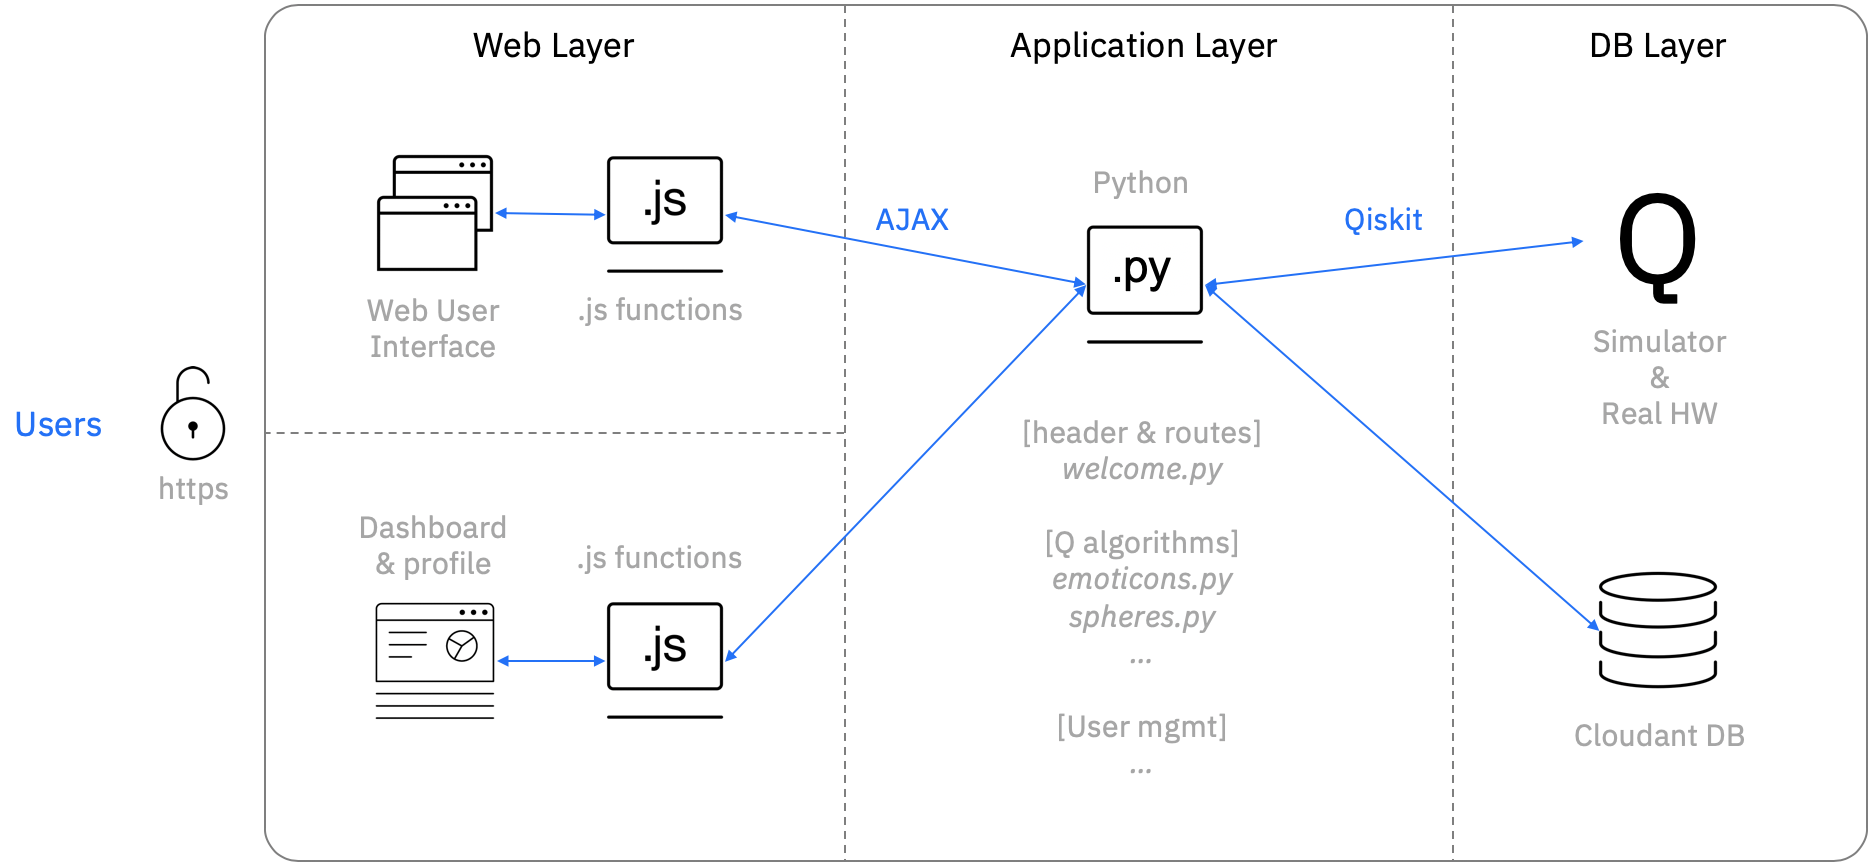 Web Layer
Application Layer
DB Layer
.js
AJAX
Python
.py
Qiskit
Q
Web User
Interface
.js functions
Simulator
&
Real HW
Users
https
[header & routes]
welcome.py
Dashboard
& profile
.js functions
.js
[Q algorithms]
emoticons.py
spheres.py
...
[User mgmt]
...
Cloudant DB